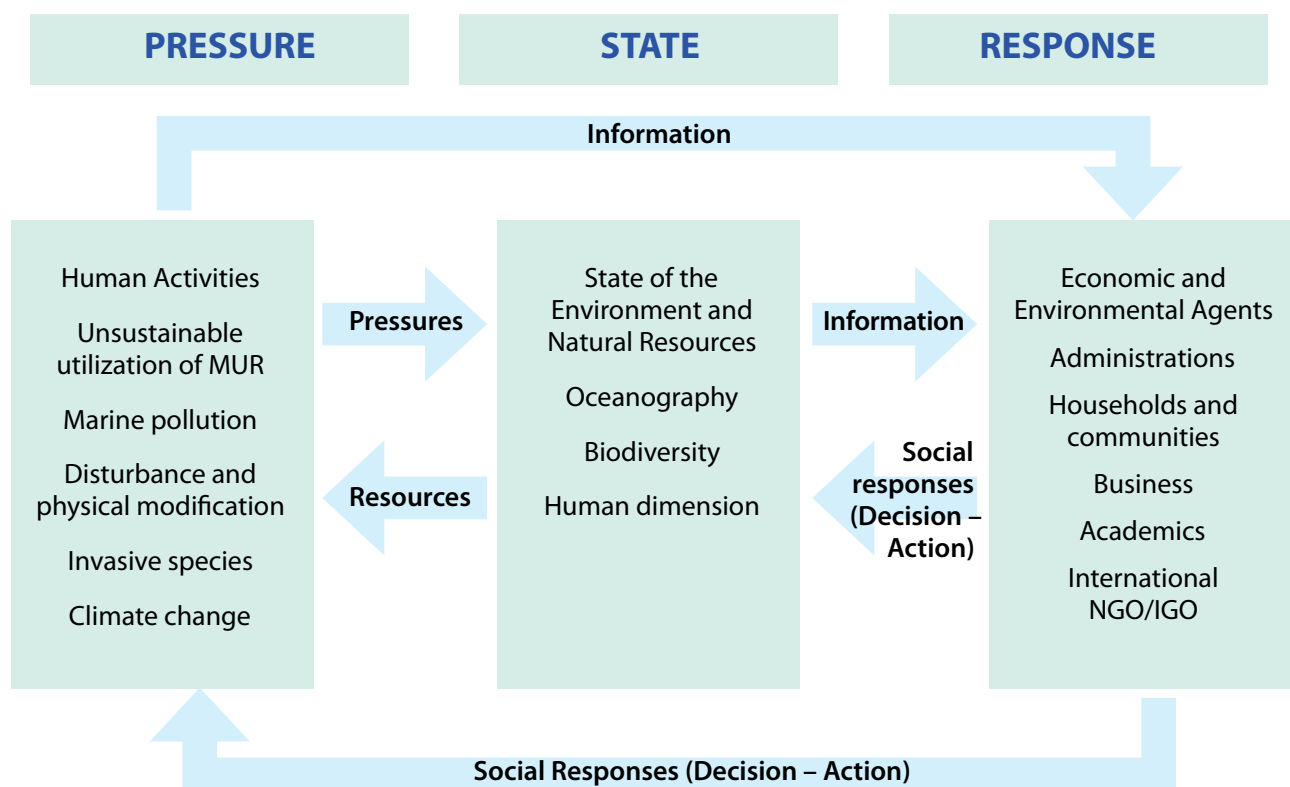 PRESSURE
STATE
RESPONSE
Information
Human Activities
Unsustainable
utilization of MUR
Marine pollution
Disturbance and
physical modification
Invasive species
Climate change
Pressures
Resources
State of the
Environment and
Natural Resources
Oceanography
Biodiversity
Human dimension
Information
Social
responses
(Decision –
Action)
Economic and
Environmental Agents
Administrations
Households and
communities
Business
Academics
International
NGO/IGO
Social Responses (Decision – Action)